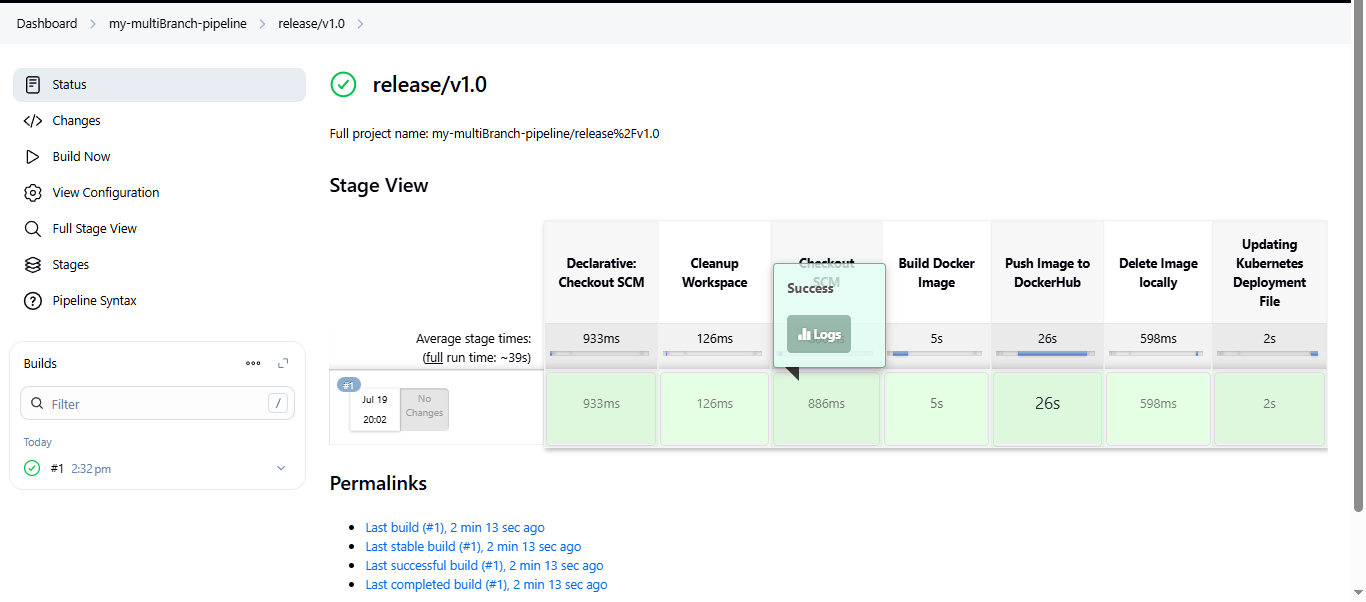 Dashboard > my-multiBranch-pipeline > release/v1.0 >
Status
Changes
Build Now
View Configuration
Full Stage View
Stages
Pipeline Syntax
Builds
Filter /
Today
#1 2:32 pm
release/v1.0
Full project name: my-multiBranch-pipeline/release%2Fv1.0
Stage View
Declarative:
Checkout SCM
Cleanup
Workspace
Checkout
SCM
Build Docker
Image
Push Image to
DockerHub
Delete Image
locally
Updating
Kubernetes
Deployment
File
Success
Logs
Average stage times:
(full run time: ~39s)
933ms 126ms 5s 26s 598ms 2s
#1
Jul 19
20:02
No
Changes
933ms 126ms 886ms 5s 26s 598ms 2s
Permalinks
Last build (#1), 2 min 13 sec ago
Last stable build (#1), 2 min 13 sec ago
Last successful build (#1), 2 min 13 sec ago
Last completed build (#1), 2 min 13 sec ago